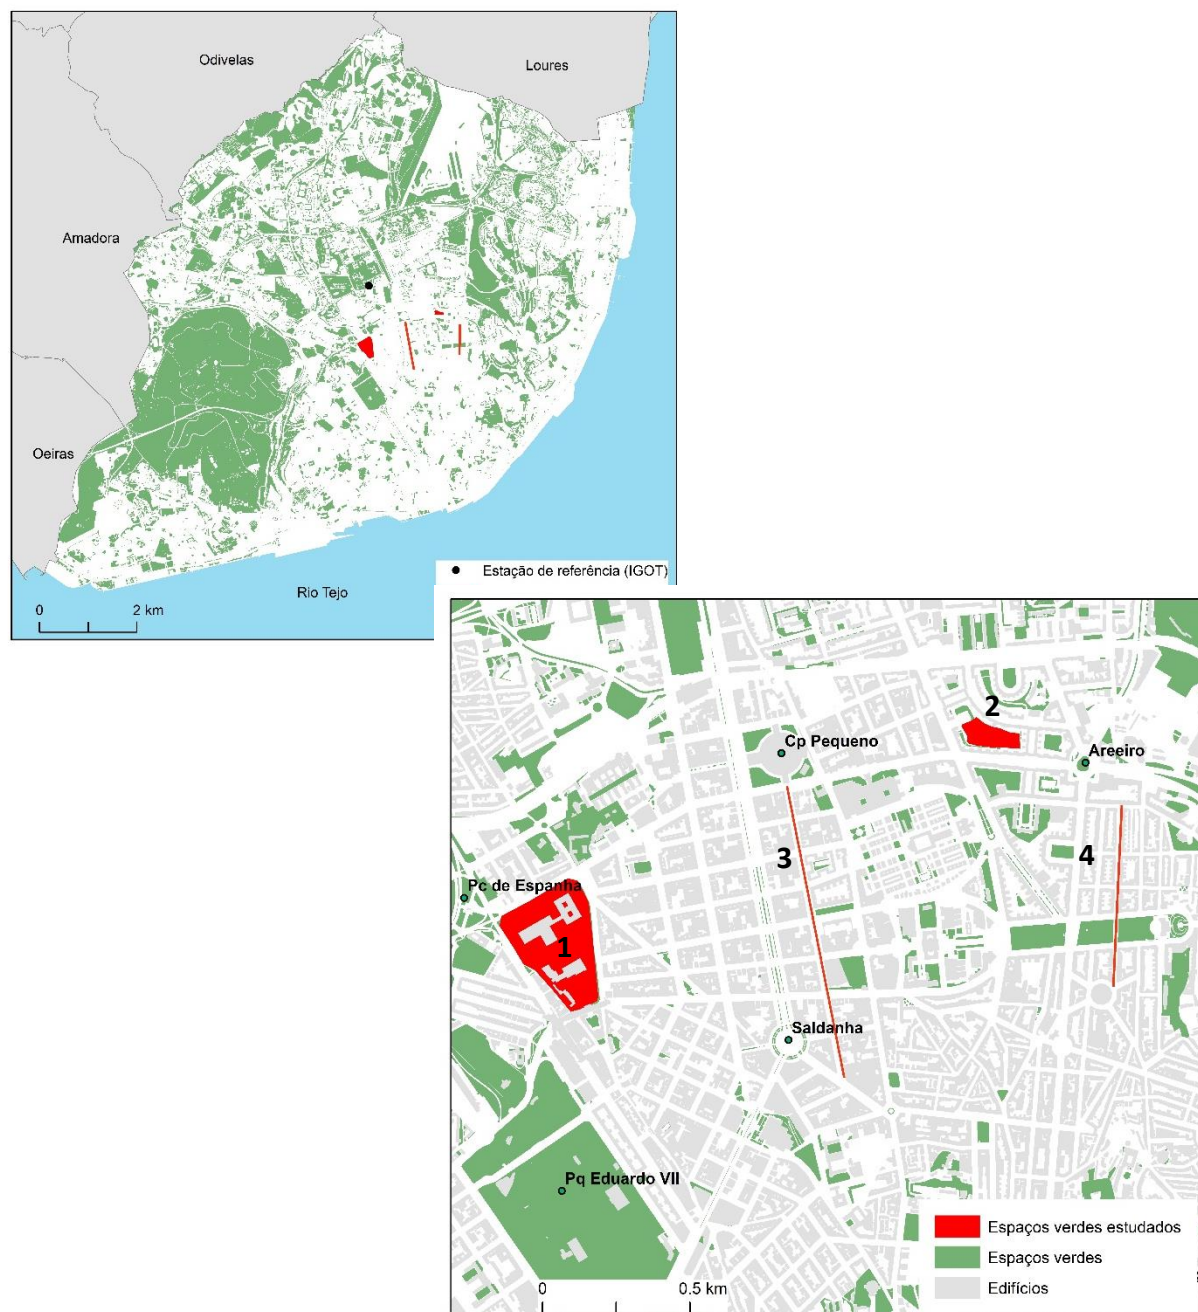 Odivelas
Loures
Amadora
Oeiras
Rio Tejo
0 2 km
Estação de referência (IGOT)
2
Cp Pequeno
Areeiro
3
4
Pc de Espanha
1
Saldanha
Pq Eduardo VII
Espaços verdes estudados
Espaços verdes
Edifícios
0 0.5 km